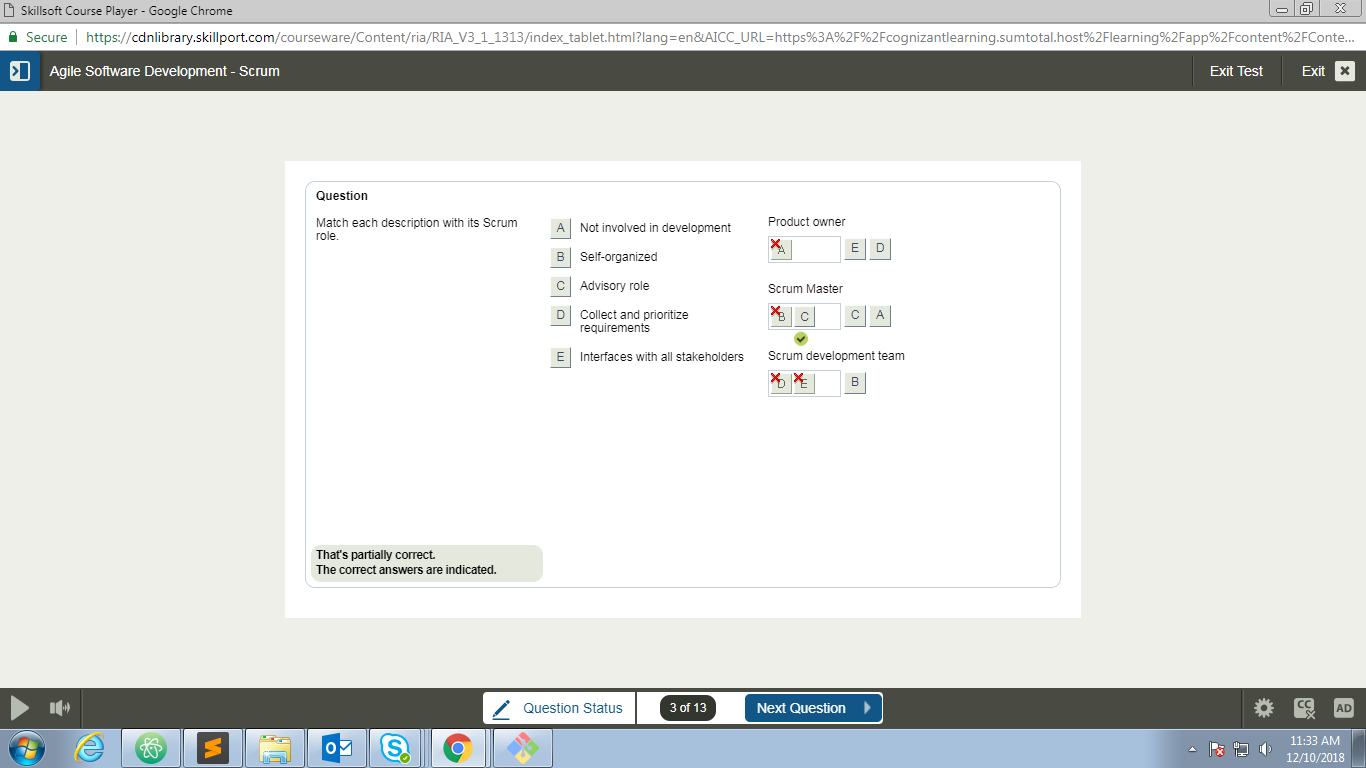 Skillsoft Course Player - Google Chrome
Secure
https://cdnlibrary.skillport.com/courseware/Content/ria/RIA_V3_1_1313/index_tablet.html?lang=en&AICC_URL=https%3A%2F%2Fcognizantlearning.sumtotal.host%2Flearning%2Fapp%2Fcontent%2FConte...
Agile Software Development - Scrum
Exit Test
Exit
Question
Match each description with its Scrum
role.
A Not involved in development
B Self-organized
C Advisory role
D Collect and prioritize
requirements
E Interfaces with all stakeholders
Product owner
A E D
Scrum Master
B C C A
Scrum development team
D E B
That's partially correct.
The correct answers are indicated.
Question Status
3 of 13
Next Question
CC
AD
11:33 AM
12/10/2018